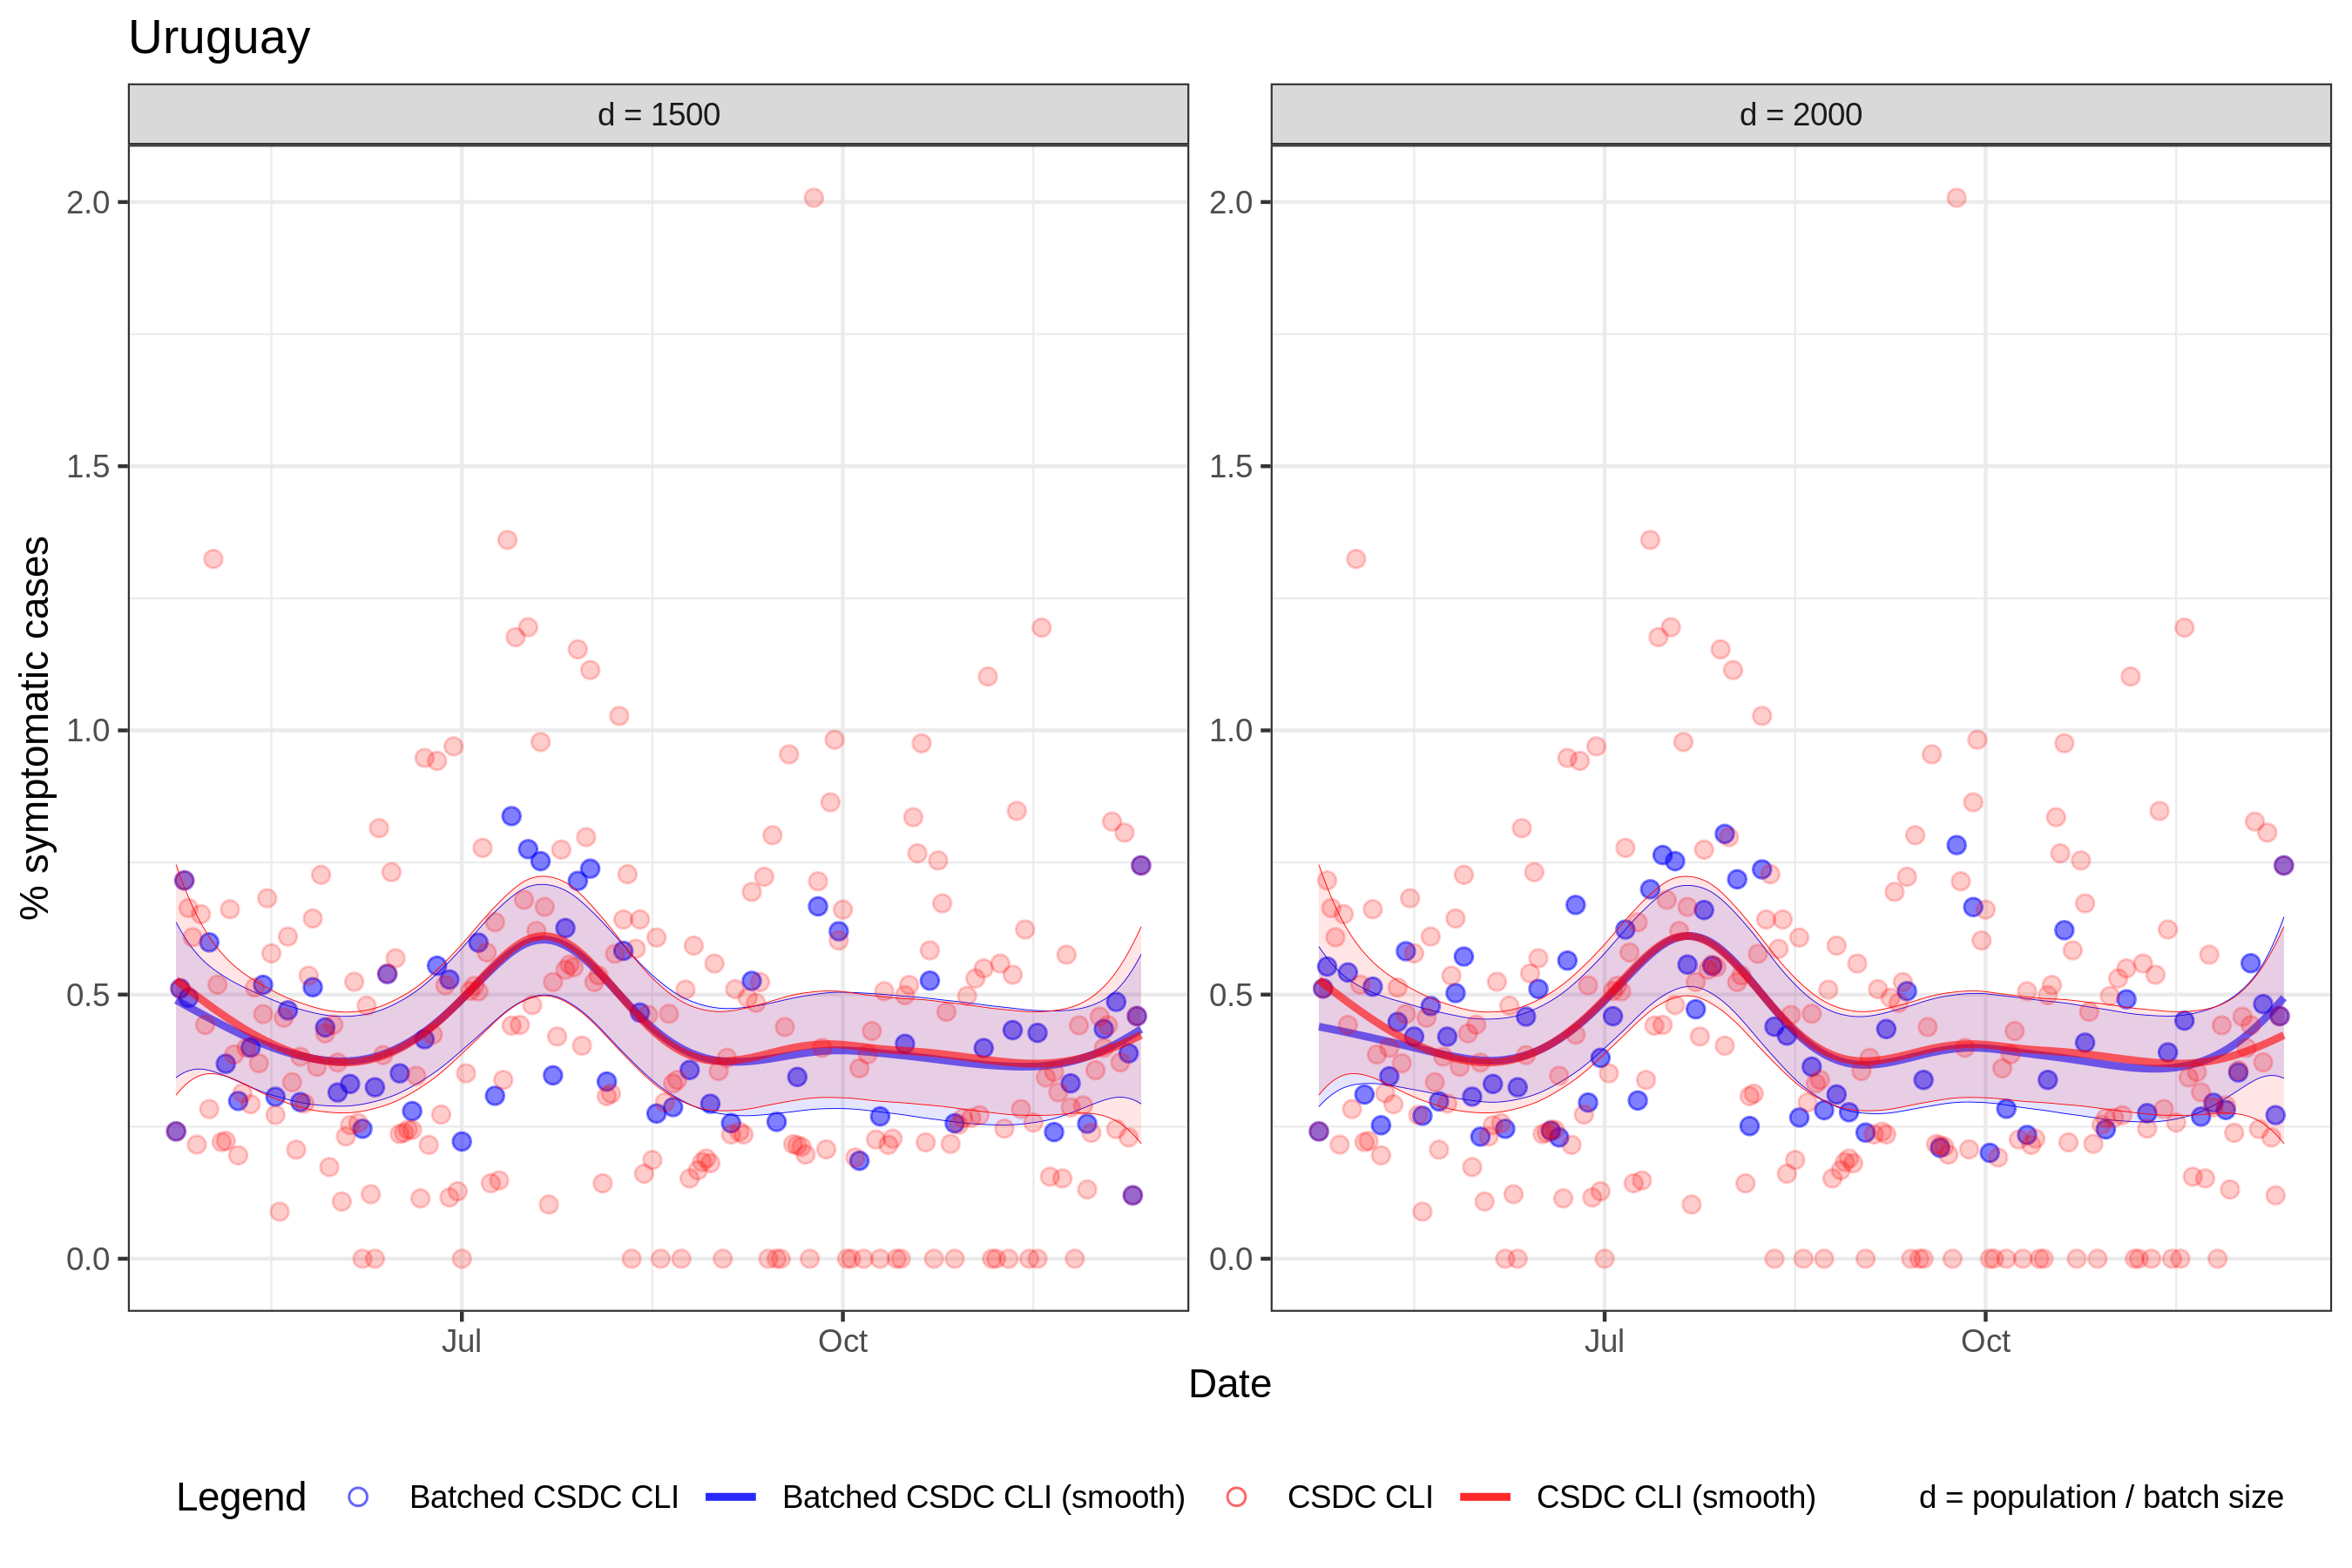 Uruguay
d = 1500
d = 2000
% symptomatic cases
2.0
1.5
1.0
0.5
0.0
2.0
1.5
1.0
0.5
0.0
Jul
Oct
Jul
Oct
Date
Legend
Batched CSDC CLI
Batched CSDC CLI (smooth)
CSDC CLI
CSDC CLI (smooth)
d = population / batch size